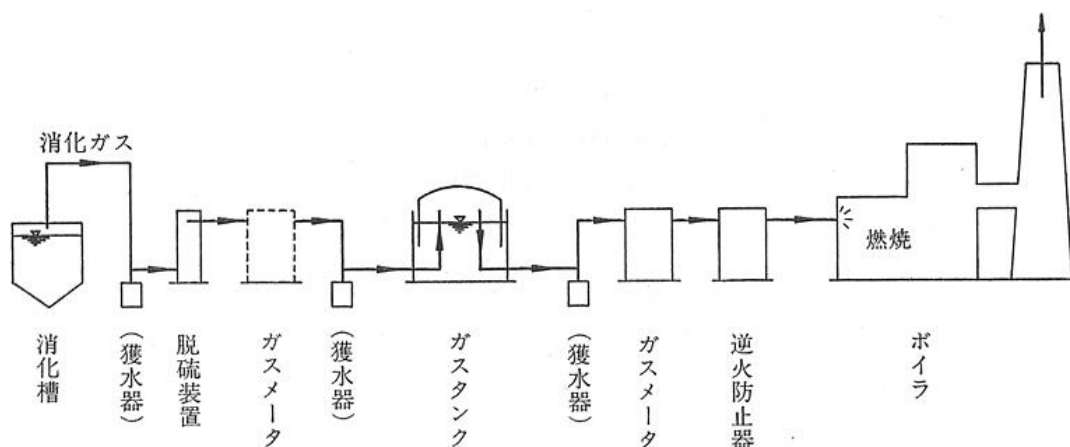 消化ガス
燃焼
消化槽
(獲水器)
脱硫装置
ガスメータ
(獲水器)
ガスタンク
(獲水器)
ガスメータ
逆火防止器
ボイラ